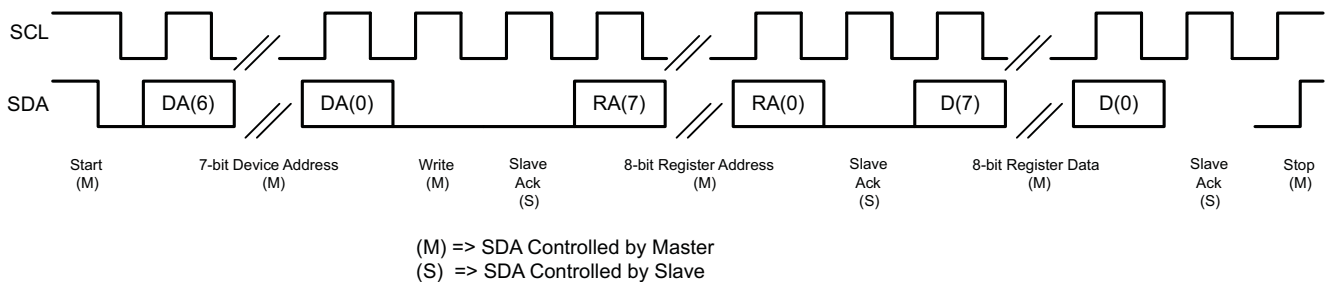 SCL
SDA
DA(6) DA(0) RA(7) RA(0) D(7) D(0)
Start 7-bit Device Address Write Slave 8-bit Register Address Slave 8-bit Register Data Slave Stop
(M) (M) (M) Ack (M) Ack (M) Ack (M)
(S) (S) (S)
(M) => SDA Controlled by Master
(S) => SDA Controlled by Slave